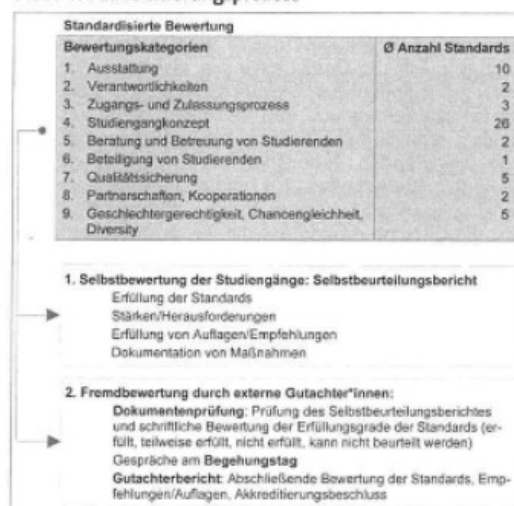 Standardisierte Bewertung
Bewertungskategorien Ø Anzahl Standards
1. Ausstattung 10
2. Verantwortlichkeiten 2
3. Zugangs- und Zulassungsprozess 3
4. Studiengangkonzept 26
5. Beratung und Betreuung von Studierenden 2
6. Beteiligung von Studierenden 1
7. Qualitätssicherung 5
8. Partnerschaften, Kooperationen 2
9. Geschlechtergerechtigkeit, Chancengleichheit, 5
Diversity
1. Selbstbewertung der Studiengänge: Selbstbeurteilungsbericht
Erfüllung der Standards
Stärken/Herausforderungen
Erfüllung von Auflagen/Empfehlungen
Dokumentation von Maßnahmen
2. Fremdbewertung durch externe Gutachter*innen:
Dokumentenprüfung: Prüfung des Selbstbeurteilungsberichtes
und schriftliche Bewertung der Erfüllungsgrade der Standards (er-
füllt, teilweise erfüllt, nicht erfüllt, kann nicht beurteilt werden)
Gespräche am Begehungstag
Gutachterbericht: Abschließende Bewertung der Standards, Emp-
fehlungen/Auflagen, Akkreditierungsbeschluss